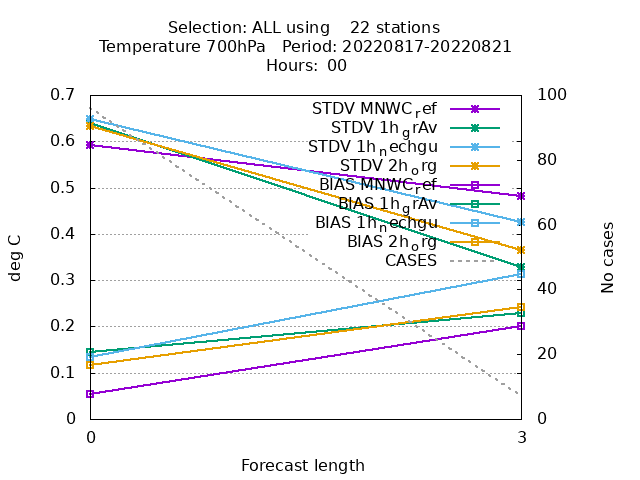 Selection: ALL using 22 stations
Temperature 700hPa Period: 20220817-20220821
Hours: 00
0.7
0.6
0.5
0.4
0.3
0.2
0.1
0
100
80
60
40
20
0
deg C
No cases
STDV MNWC_ref
STDV 1h_grAv
STDV 1h_nechgu
STDV 2h_org
BIAS MNWC_ref
BIAS 1h_grAv
BIAS 1h_nechgu
BIAS 2h_org
CASES
0
3
Forecast length